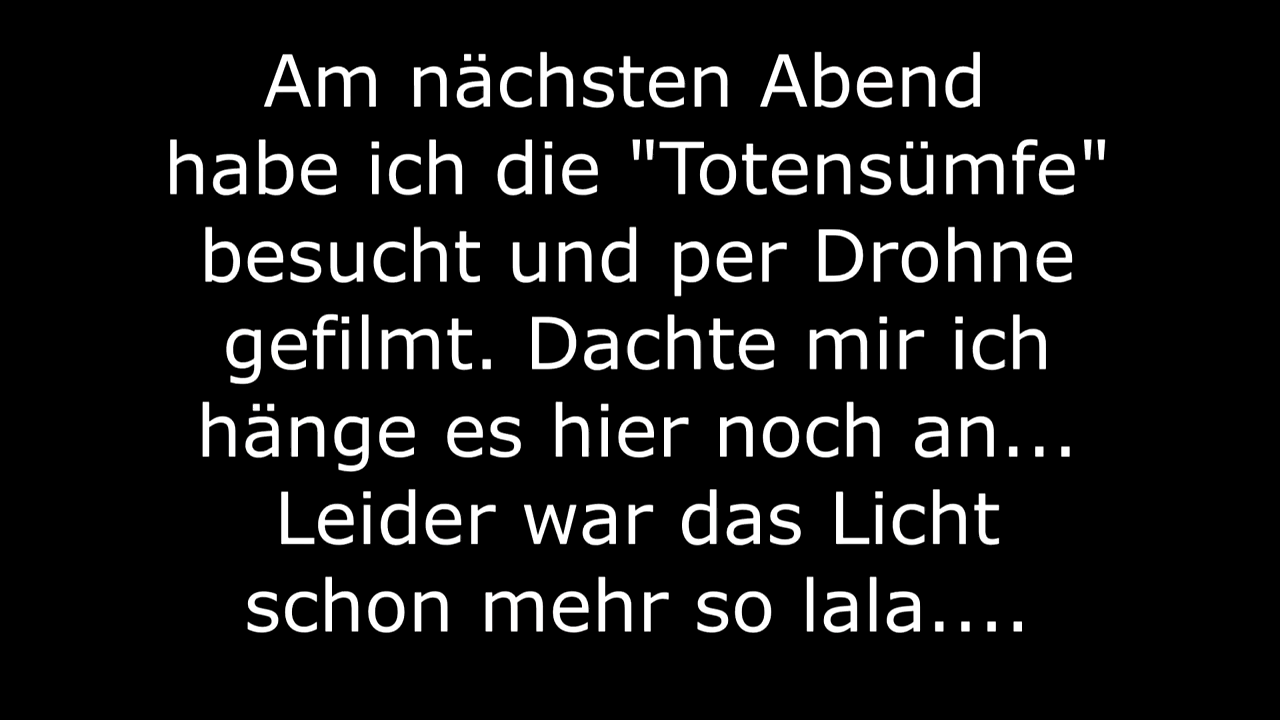 Am nächsten Abend
habe ich die "Totensümfe"
besucht und per Drohne
gefilmt. Dachte mir ich
hänge es hier noch an...
Leider war das Licht
schon mehr so lala....